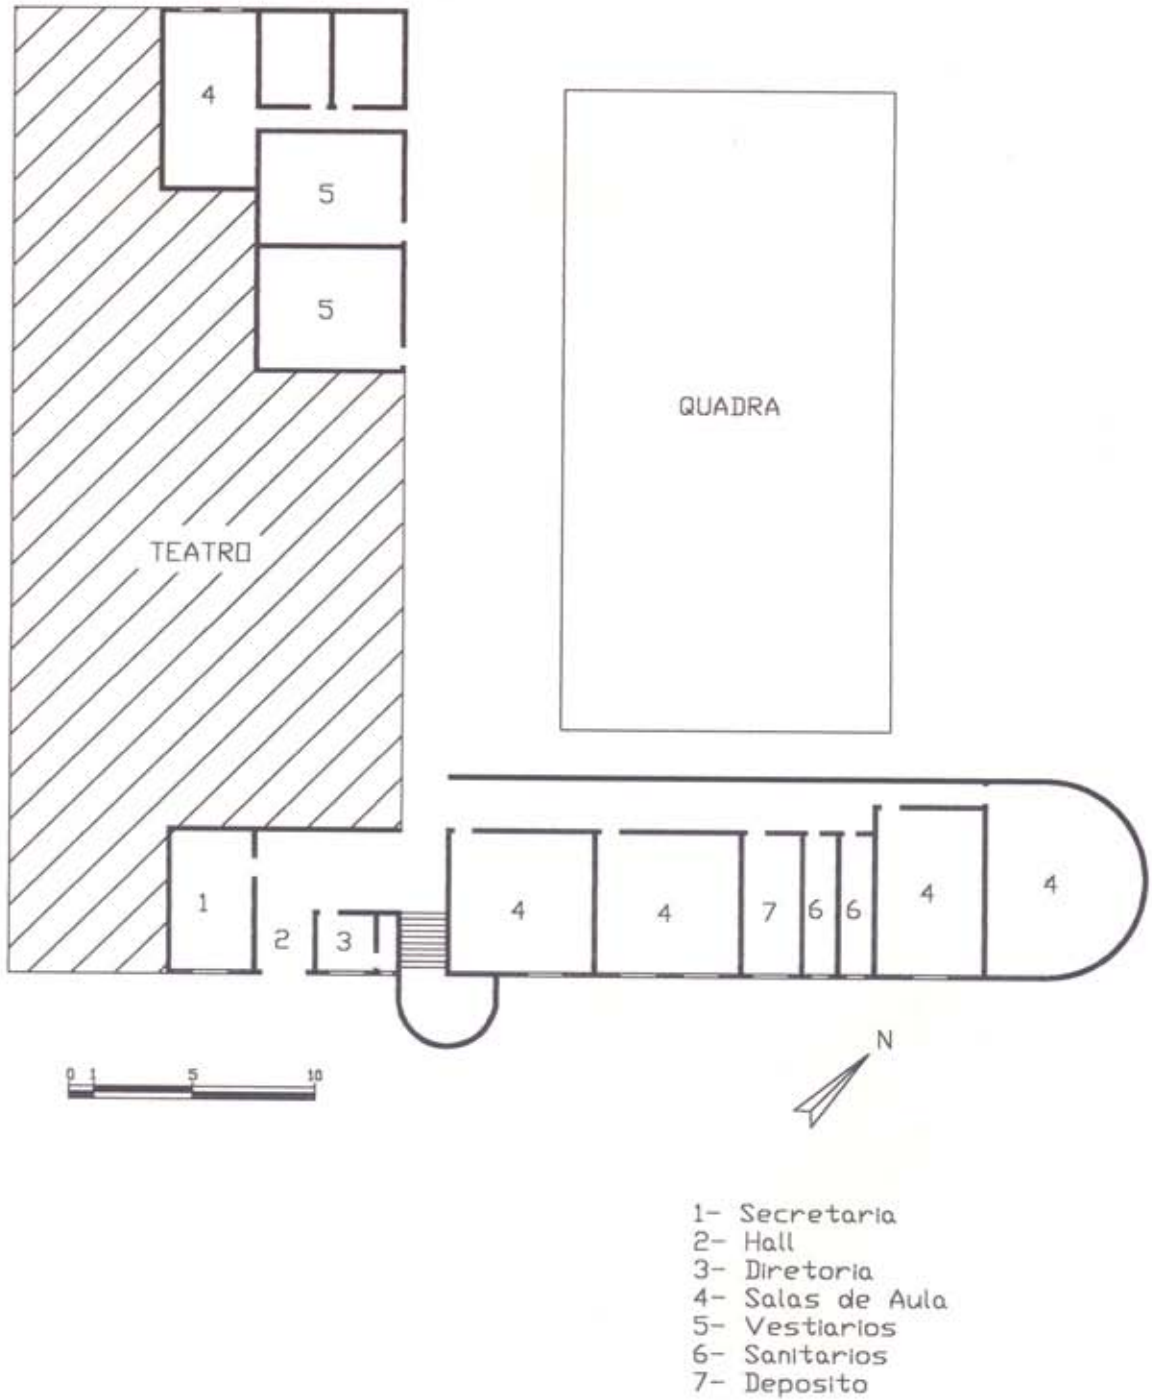 4
5
5
QUADRA
TEATRO
1
2
3
4
4
7
6
6
4
4
0 1 5 10
N
1- Secretaria
2- Hall
3- Diretoria
4- Salas de Aula
5- Vestiarios
6- Sanitarios
7- Deposito